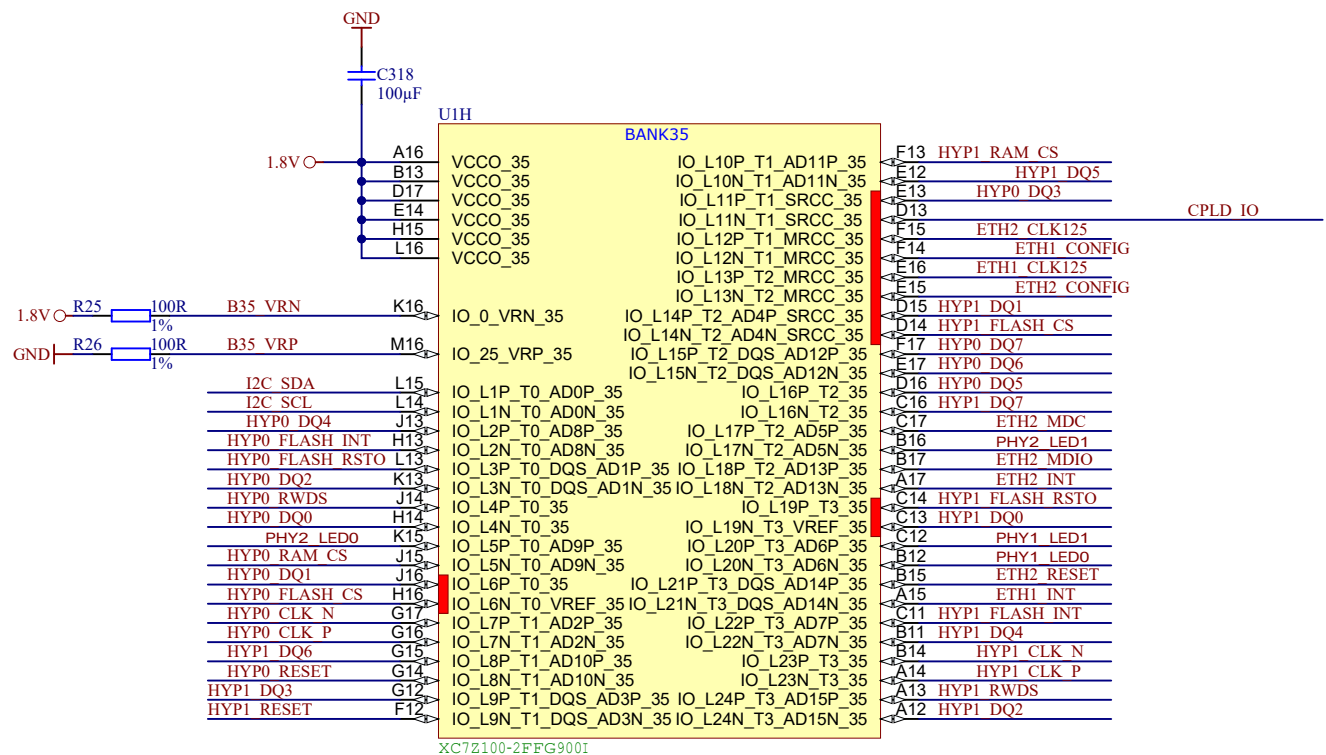 GND
C318
100µF
U1H
BANK35
1.8V
A16 VCCO_35
B13 VCCO_35
D17 VCCO_35
E14 VCCO_35
H15 VCCO_35
L16 VCCO_35
1.8V R25 100R 1% B35_VRN K16 IO_0_VRN_35
GND R26 100R 1% B35_VRP M16 IO_25_VRP_35
I2C_SDA L15 IO_L1P_T0_AD0P_35
I2C_SCL L14 IO_L1N_T0_AD0N_35
HYP0_DQ4 J13 IO_L2P_T0_AD8P_35
HYP0_FLASH_INT H13 IO_L2N_T0_AD8N_35
HYP0_FLASH_RSTO L13 IO_L3P_T0_DQS_AD1P_35
HYP0_DQ2 K13 IO_L3N_T0_DQS_AD1N_35
HYP0_RWDS J14 IO_L4P_T0_35
HYP0_DQ0 H14 IO_L4N_T0_35
PHY2_LED0 K15 IO_L5P_T0_AD9P_35
HYP0_RAM_CS J15 IO_L5N_T0_AD9N_35
HYP0_DQ1 J16 IO_L6P_T0_35
HYP0_FLASH_CS H16 IO_L6N_T0_VREF_35
HYP0_CLK_N G17 IO_L7P_T1_AD2P_35
HYP0_CLK_P G16 IO_L7N_T1_AD2N_35
HYP1_DQ6 G15 IO_L8P_T1_AD10P_35
HYP0_RESET G14 IO_L8N_T1_AD10N_35
HYP1_DQ3 G12 IO_L9P_T1_DQS_AD3P_35
HYP1_RESET F12 IO_L9N_T1_DQS_AD3N_35
IO_L10P_T1_AD11P_35 F13 HYP1_RAM_CS
IO_L10N_T1_AD11N_35 E12 HYP1_DQ5
IO_L11P_T1_SRCC_35 E13 HYP0_DQ3
IO_L11N_T1_SRCC_35 D13 CPLD_IO
IO_L12P_T1_MRCC_35 F15 ETH2_CLK125
IO_L12N_T1_MRCC_35 F14 ETH1_CONFIG
IO_L13P_T2_MRCC_35 E16 ETH1_CLK125
IO_L13N_T2_MRCC_35 E15 ETH2_CONFIG
IO_L14P_T2_AD4P_SRCC_35 D15 HYP1_DQ1
IO_L14N_T2_AD4N_SRCC_35 D14 HYP1_FLASH_CS
IO_L15P_T2_DQS_AD12P_35 F17 HYP0_DQ7
IO_L15N_T2_DQS_AD12N_35 E17 HYP0_DQ6
IO_L16P_T2_35 D16 HYP0_DQ5
IO_L16N_T2_35 C16 HYP1_DQ7
IO_L17P_T2_AD5P_35 C17 ETH2_MDC
IO_L17N_T2_AD5N_35 B16 PHY2_LED1
IO_L18P_T2_AD13P_35 B17 ETH2_MDIO
IO_L18N_T2_AD13N_35 A17 ETH2_INT
IO_L19P_T3_35 C14 HYP1_FLASH_RSTO
IO_L19N_T3_VREF_35 C13 HYP1_DQ0
IO_L20P_T3_AD6P_35 C12 PHY1_LED1
IO_L20N_T3_AD6N_35 B12 PHY1_LED0
IO_L21P_T3_DQS_AD14P_35 B15 ETH2_RESET
IO_L21N_T3_DQS_AD14N_35 A15 ETH1_INT
IO_L22P_T3_AD7P_35 C11 HYP1_FLASH_INT
IO_L22N_T3_AD7N_35 B11 HYP1_DQ4
IO_L23P_T3_35 B14 HYP1_CLK_N
IO_L23N_T3_35 A14 HYP1_CLK_P
IO_L24P_T3_AD15P_35 A13 HYP1_RWDS
IO_L24N_T3_AD15N_35 A12 HYP1_DQ2
XC7Z100-2FFG900I